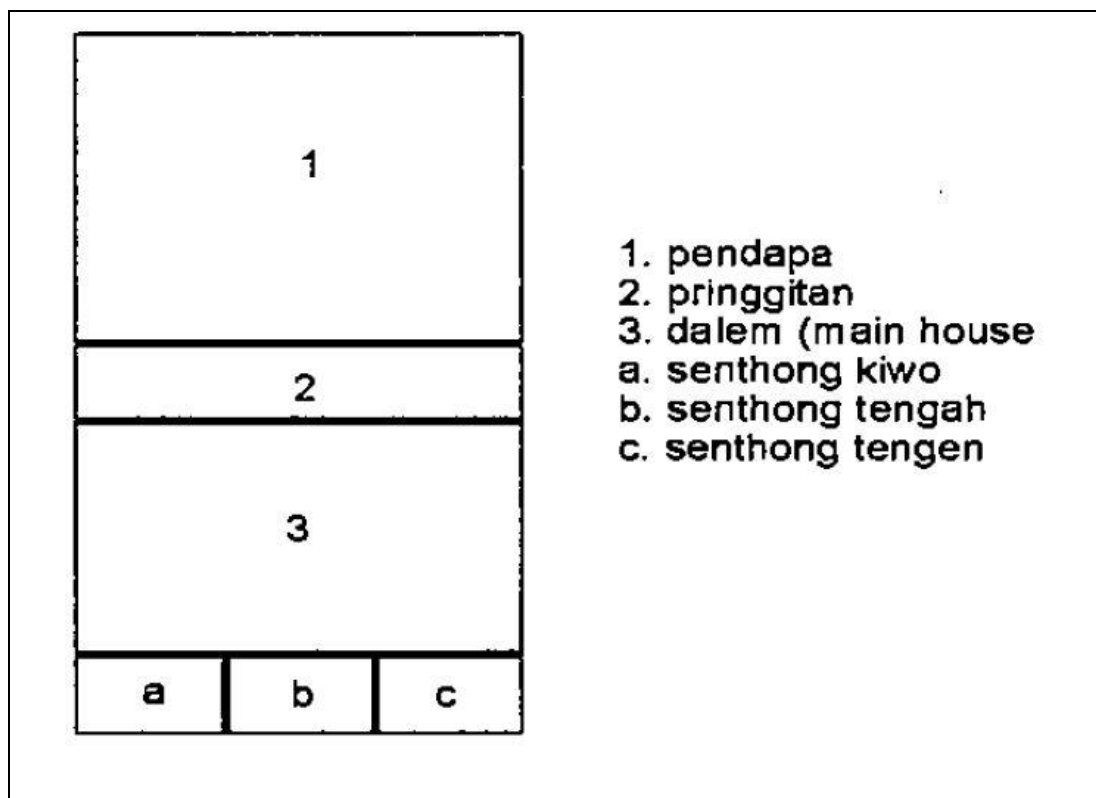 1
2
3
a b c
1. pendapa
2. pringgitan
3. dalem (main house
a. senthong kiwo
b. senthong tengah
c. senthong tengen